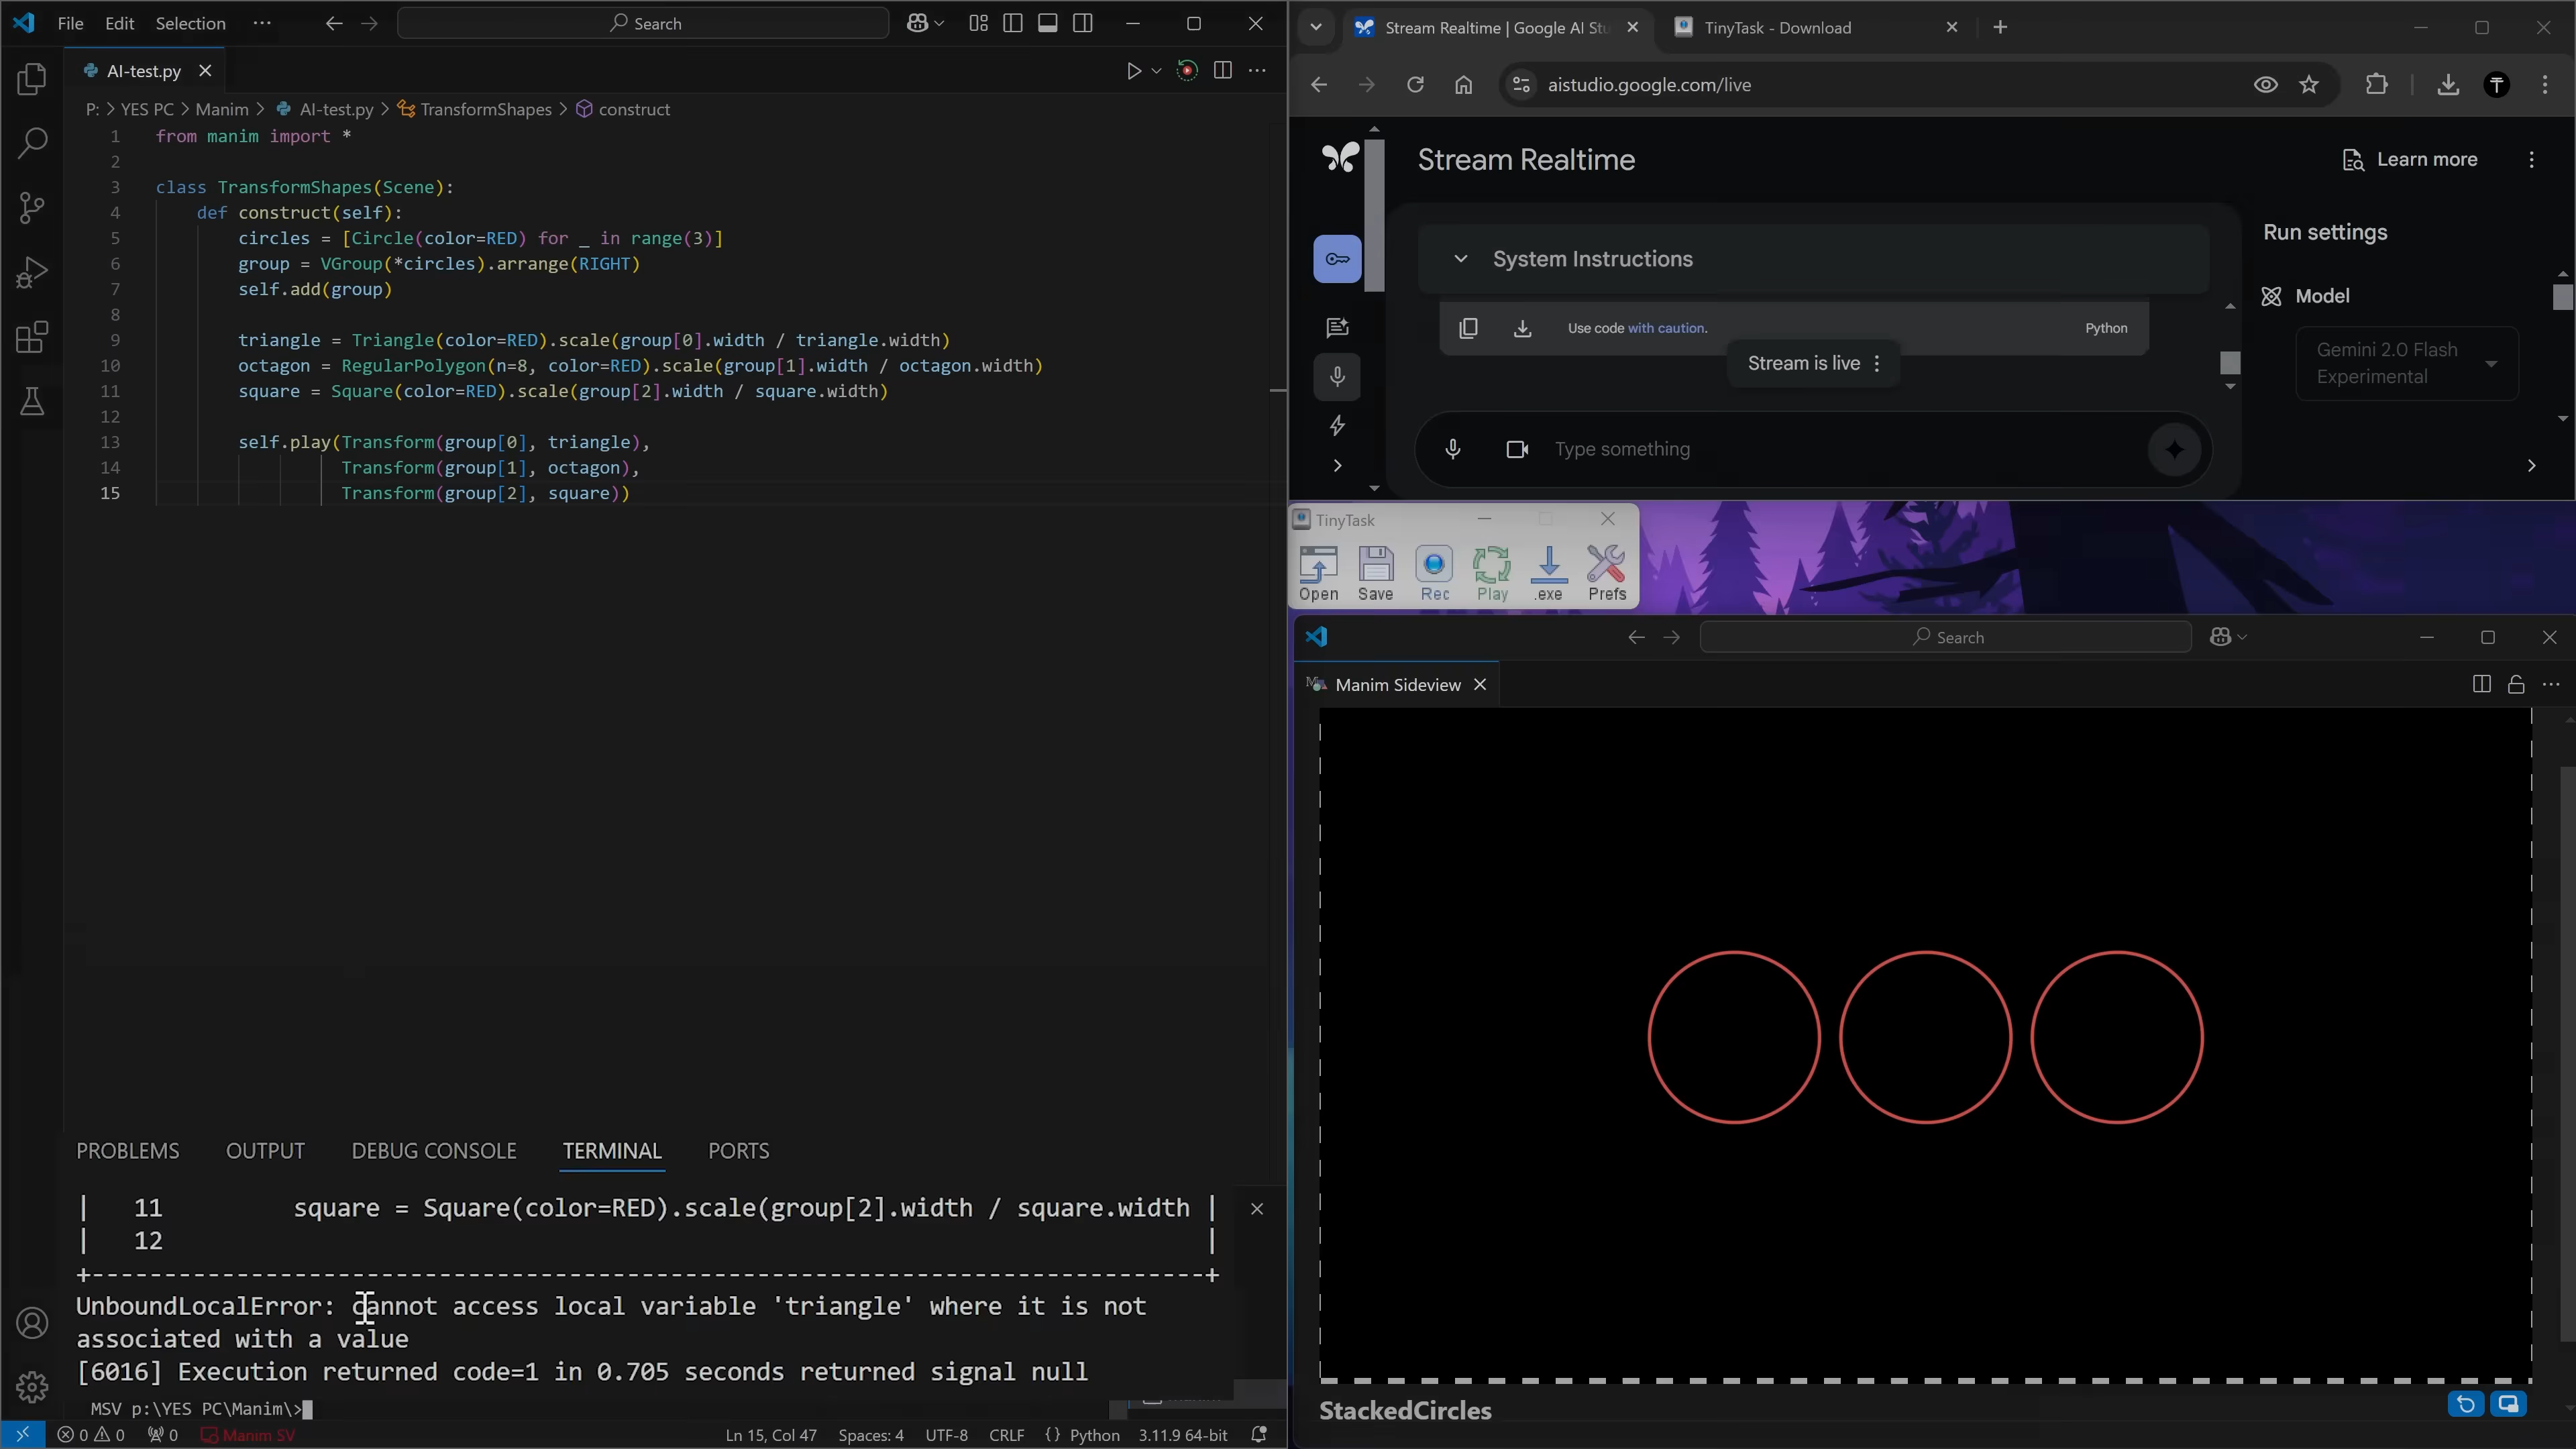 File Edit Selection ··· Search
AI-test.py
P: > YES PC > Manim > AI-test.py > TransformShapes > construct
1 from manim import *
2
3 class TransformShapes(Scene):
4 def construct(self):
5 circles = [Circle(color=RED) for _ in range(3)]
6 group = VGroup(*circles).arrange(RIGHT)
7 self.add(group)
8
9 triangle = Triangle(color=RED).scale(group[0].width / triangle.width)
10 octagon = RegularPolygon(n=8, color=RED).scale(group[1].width / octagon.width)
11 square = Square(color=RED).scale(group[2].width / square.width)
12
13 self.play(Transform(group[0], triangle),
14 Transform(group[1], octagon),
15 Transform(group[2], square))
PROBLEMS OUTPUT DEBUG CONSOLE TERMINAL PORTS
| 11 square = Square(color=RED).scale(group[2].width / square.width |
| 12 |
+------------------------------------------------------------------------------+
UnboundLocalError: cannot access local variable 'triangle' where it is not
associated with a value
[6016] Execution returned code=1 in 0.705 seconds returned signal null
MSV p:\YES PC\Manim\>
0 0 0 Manim SV Ln 15, Col 47 Spaces: 4 UTF-8 CRLF {} Python 3.11.9 64-bit
Stream Realtime | Google AI Stu TinyTask - Download
aistudio.google.com/live
Stream Realtime Learn more
System Instructions
Use code with caution. Python
Stream is live
Type something
Run settings
Model
Gemini 2.0 Flash
Experimental
TinyTask
Open Save Rec Play .exe Prefs
Search
Manim Sideview
StackedCircles